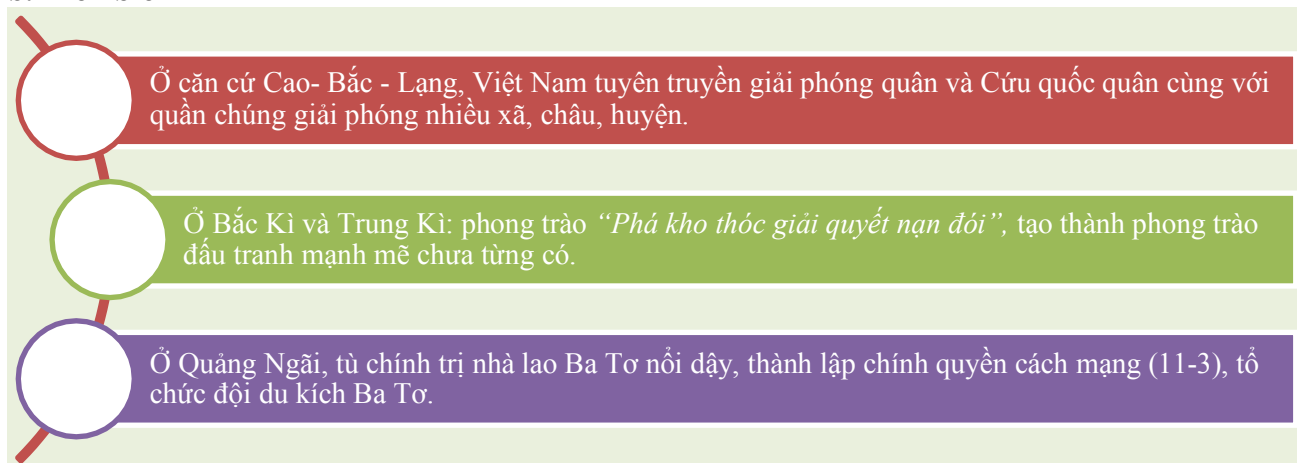 Ở căn cứ Cao- Bắc - Lạng, Việt Nam tuyên truyền giải phóng quân và Cứu quốc quân cùng với
quần chúng giải phóng nhiều xã, châu, huyện.
Ở Bắc Kì và Trung Kì: phong trào “Phá kho thóc giải quyết nạn đói”, tạo thành phong trào
đấu tranh mạnh mẽ chưa từng có.
Ở Quảng Ngãi, tù chính trị nhà lao Ba Tơ nổi dậy, thành lập chính quyền cách mạng (11-3), tổ
chức đội du kích Ba Tơ.